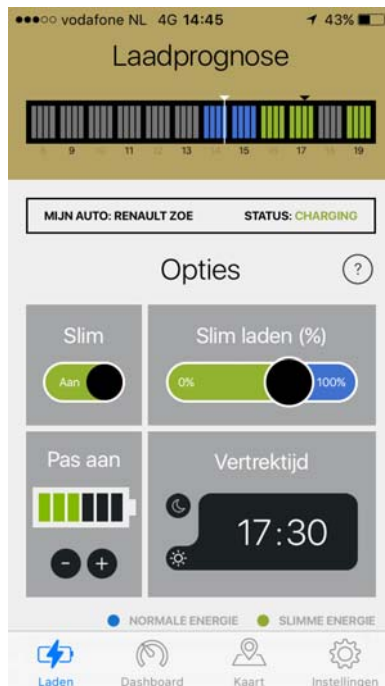 vodafone NL 4G 14:45 43%
Laadprognose
9 11 13 15 17 19
MIJN AUTO: RENAULT ZOE STATUS: CHARGING
Opties ?
Slim Slim laden (%)
Aan 0% 100%
Pas aan Vertrektijd
17:30
- +
NORMALE ENERGIE SLIMME ENERGIE
Laden Dashboard Kaart Instellingen